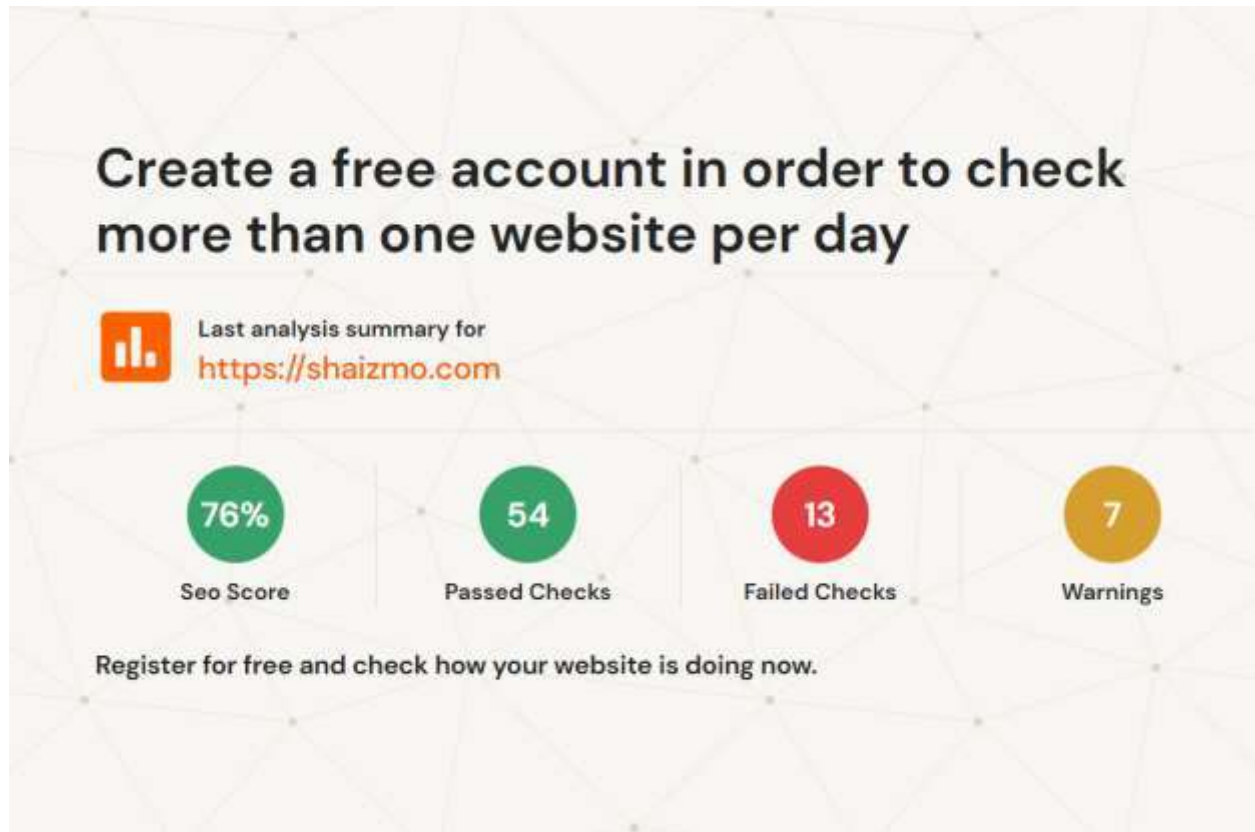 Create a free account in order to check
more than one website per day
Last analysis summary for
https://shaizmo.com
76%
54
13
7
Seo Score
Passed Checks
Failed Checks
Warnings
Register for free and check how your website is doing now.